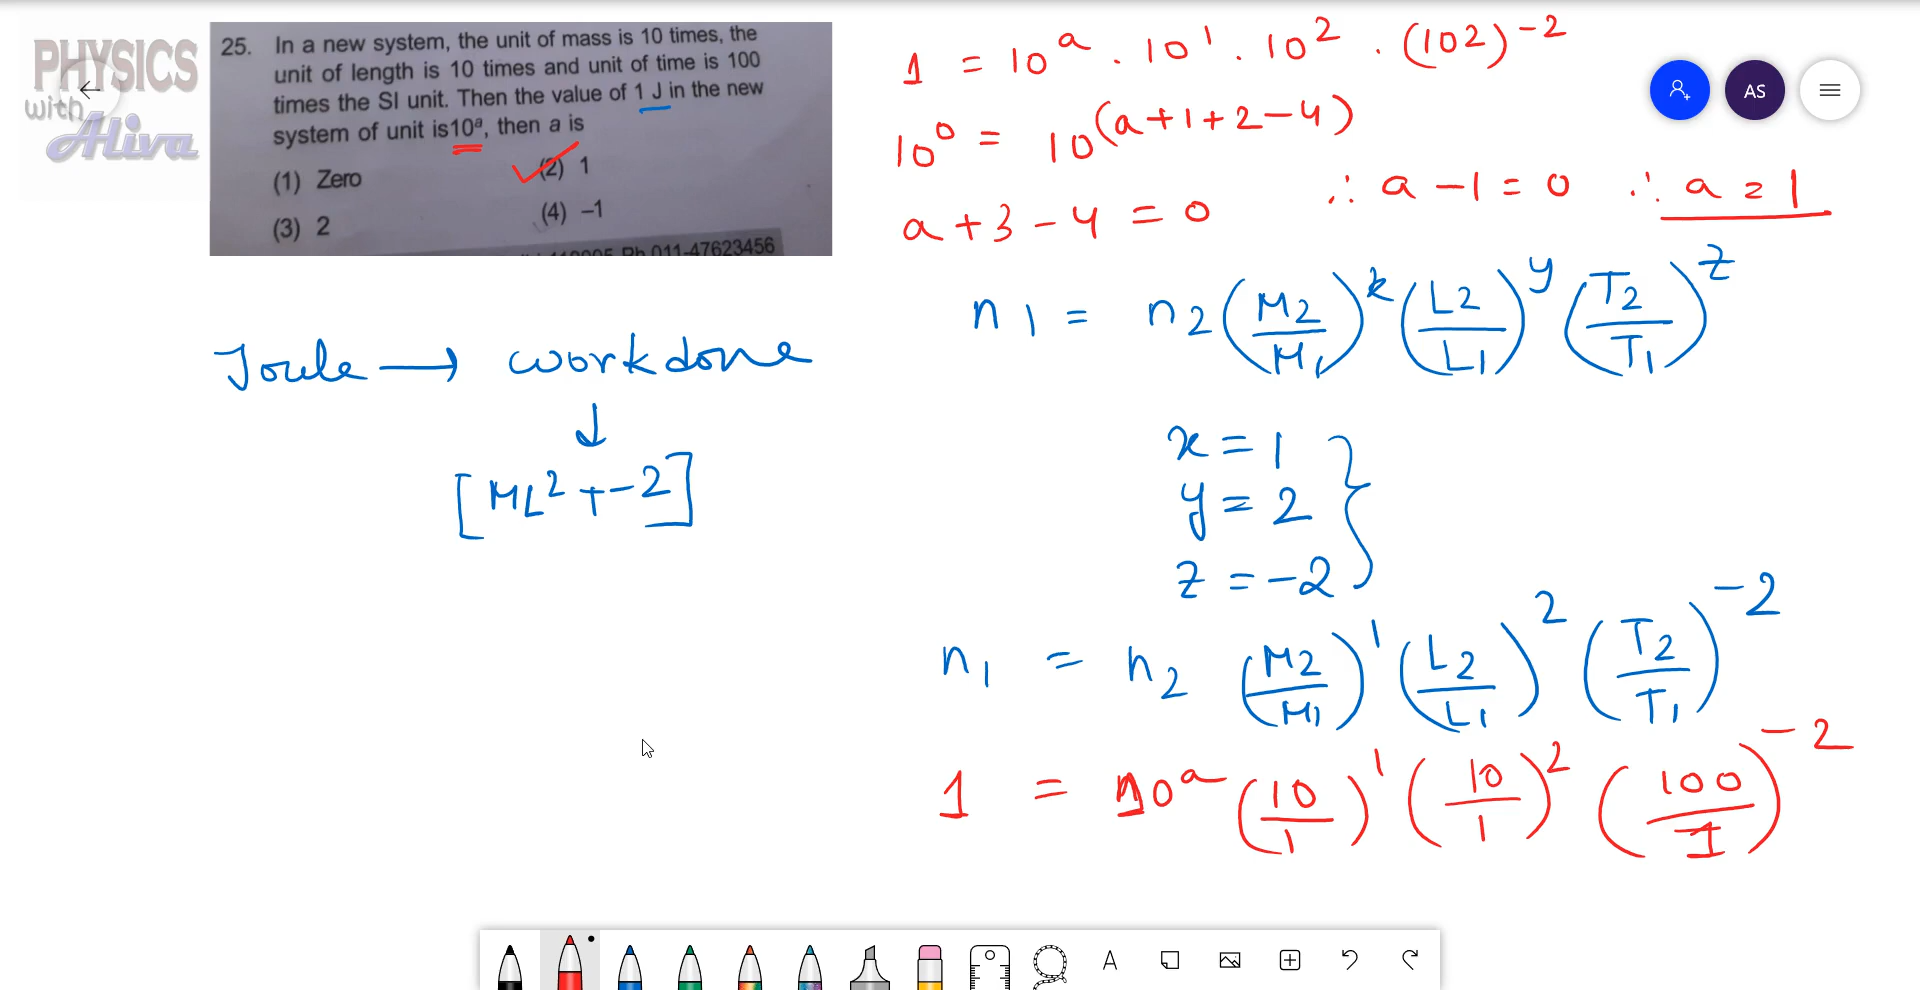 PHYSICS
with
Aliva
25. In a new system, the unit of mass is 10 times, the
unit of length is 10 times and unit of time is 100
times the SI unit. Then the value of 1 J in the new
system of unit is 10ᵃ, then a is
(1) Zero
(2) 1
(3) 2
(4) –1
Ph.011-47623456
AS
1 = 10ᵃ . 10¹ . 10² . (102)⁻²
10⁰ = 10^(a+1+2-4)
a + 3 - 4 = 0 ∴ a - 1 = 0 ∴ a = 1
n1 = n2 (M2/M1)^x (L2/L1)^y (T2/T1)^z
Joule → workdone
↓
[ML² T-2]
x = 1
y = 2
z = -2
n1 = n2 (M2/M1)¹ (L2/L1)² (T2/T1)⁻²
1 = 10ᵃ (10/1)¹ (10/1)² (100/1)⁻²
A